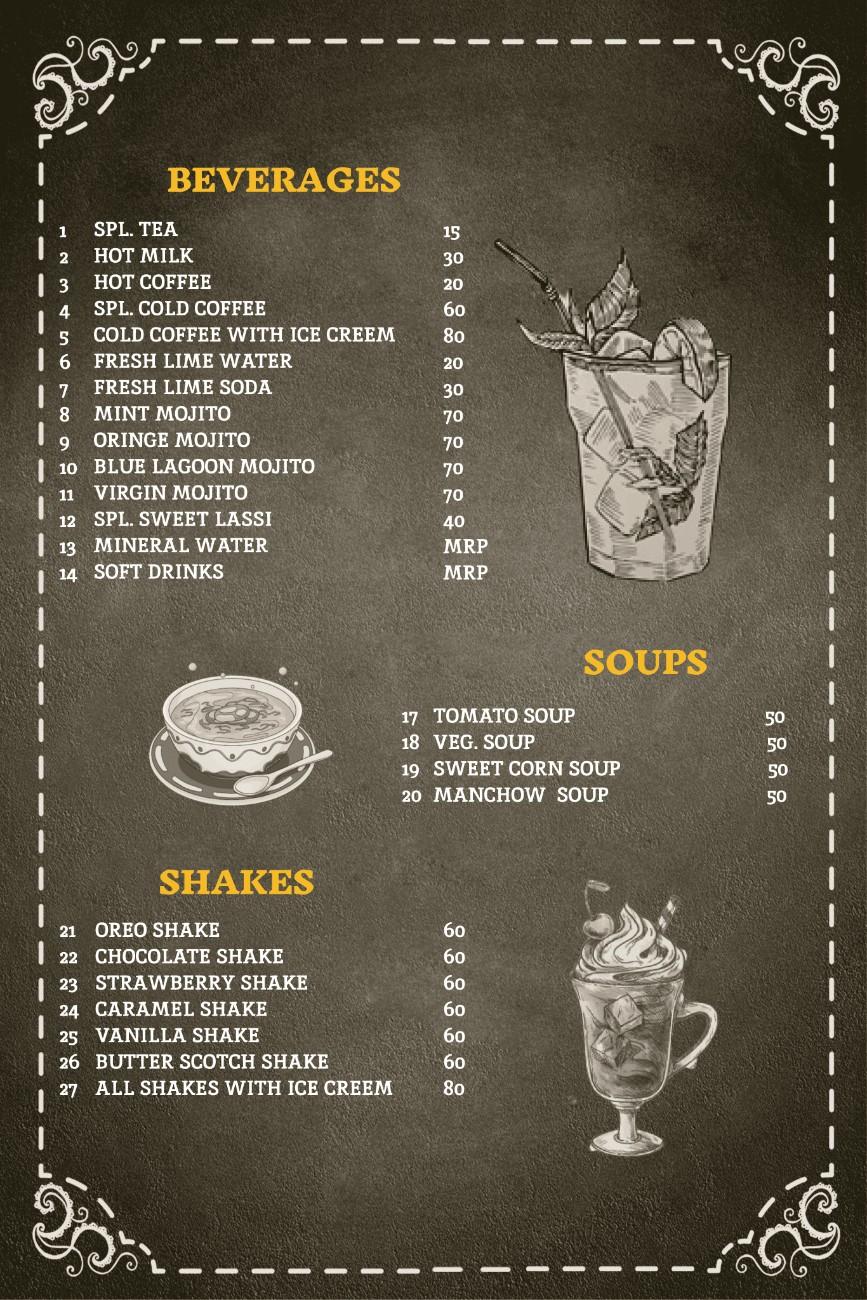 BEVERAGES
1 SPL. TEA 15
2 HOT MILK 30
3 HOT COFFEE 20
4 SPL. COLD COFFEE 60
5 COLD COFFEE WITH ICE CREEM 80
6 FRESH LIME WATER 20
7 FRESH LIME SODA 30
8 MINT MOJITO 70
9 ORINGE MOJITO 70
10 BLUE LAGOON MOJITO 70
11 VIRGIN MOJITO 70
12 SPL. SWEET LASSI 40
13 MINERAL WATER MRP
14 SOFT DRINKS MRP
SOUPS
17 TOMATO SOUP 50
18 VEG. SOUP 50
19 SWEET CORN SOUP 50
20 MANCHOW SOUP 50
SHAKES
21 OREO SHAKE 60
22 CHOCOLATE SHAKE 60
23 STRAWBERRY SHAKE 60
24 CARAMEL SHAKE 60
25 VANILLA SHAKE 60
26 BUTTER SCOTCH SHAKE 60
27 ALL SHAKES WITH ICE CREEM 80